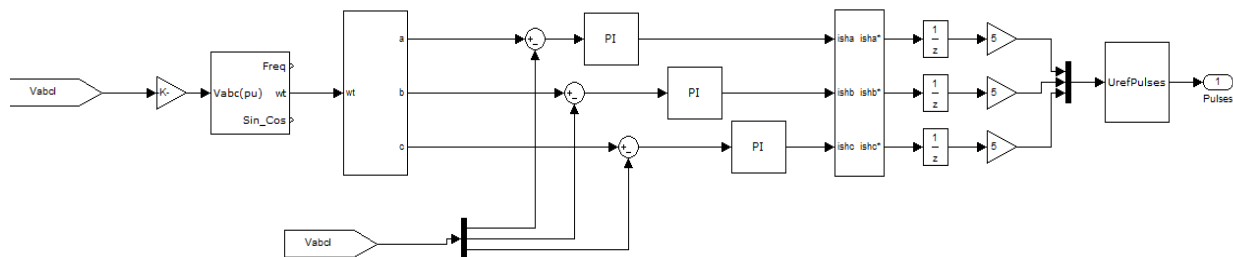 Vabcl
K-
Freq
Vabc(pu)
wt
Sin_Cos
wt
a
b
c
Vabcl
PI
PI
PI
isha
isha*
ishb
ishb*
ishc
ishc*
1
z
1
z
1
z
5
5
5
UrefPulses
1
Pulses